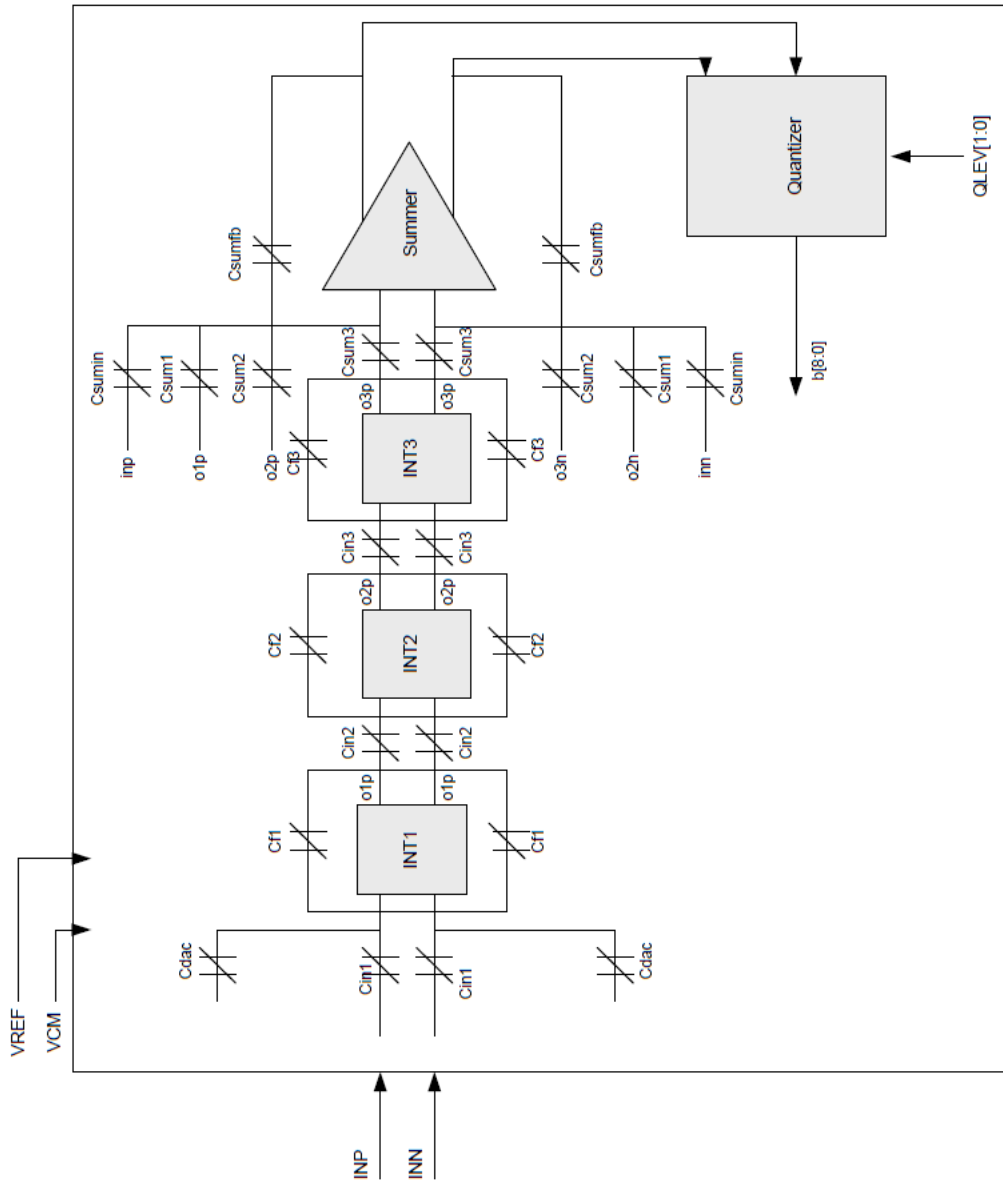 VREF
VCM
INP
INN
Cdac
Cin1
Cin1
Cdac
Cf1
INT1
o1p
o1p
Cf1
Cin2
Cin2
Cf2
INT2
o2p
o2p
Cf2
Cin3
Cin3
Cf3
INT3
o3p
o3p
Cf3
inp
o1p
o2p
o3n
o2n
inn
Csumin
Csum1
Csum2
Csum3
Csum3
Csum2
Csum1
Csumin
Csumfb
Summer
Csumfb
Quantizer
b[8:0]
QLEV[1:0]